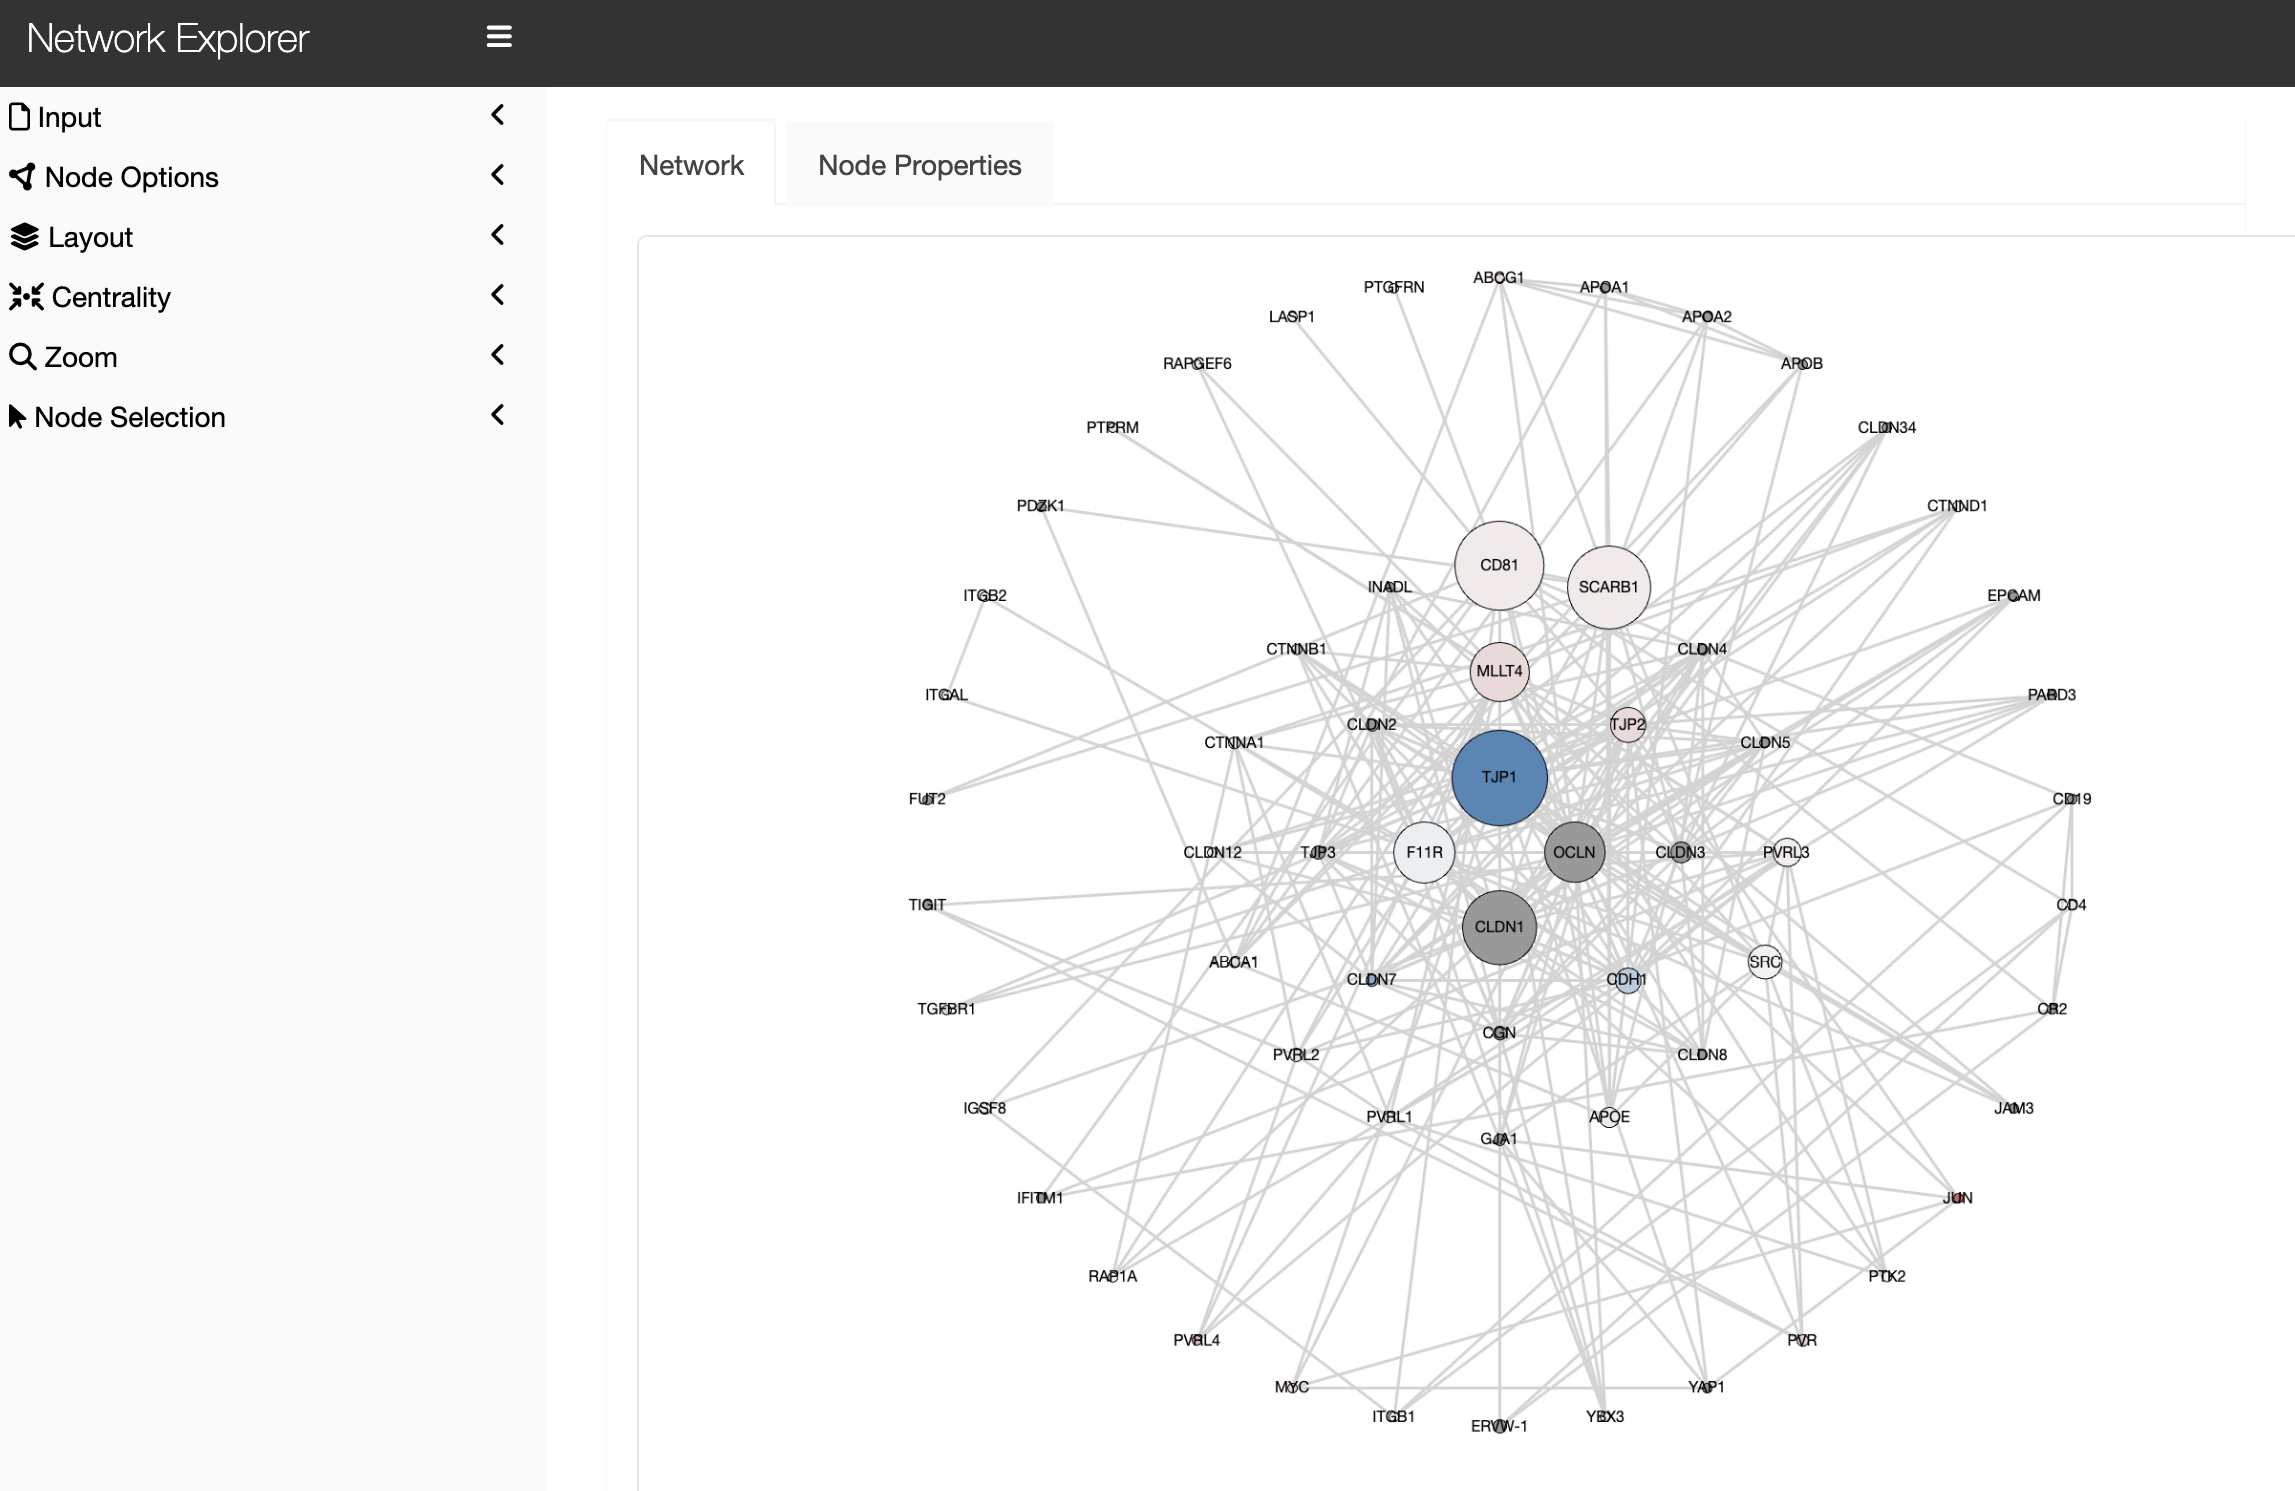 Network Explorer
Input
Node Options
Layout
Centrality
Zoom
Node Selection
Network
Node Properties
ABCG1
PTGFRN
APOA1
LASP1
APOA2
RAPGEF6
APOB
PTPRM
CLDN34
PDZK1
CTNND1
CD81
INADL
SCARB1
ITGB2
EPCAM
CTNNB1
CLDN4
MLLT4
ITGAL
PARD3
CLDN2
TJP2
CTNNA1
CLDN5
TJP1
FUT2
CD19
CLDN12
TJP3
F11R
OCLN
CLDN3
PVRL3
TIGIT
CD4
CLDN1
ABCA1
SRC
CLDN7
CDH1
TGFBR1
CR2
CGN
PVRL2
CLDN8
IGSF8
JAM3
PVRL1
APOE
GJA1
IFITM1
JUN
RAP1A
PTK2
PVRL4
PVR
MYC
YAP1
ITGB1
YBX3
ERVW-1